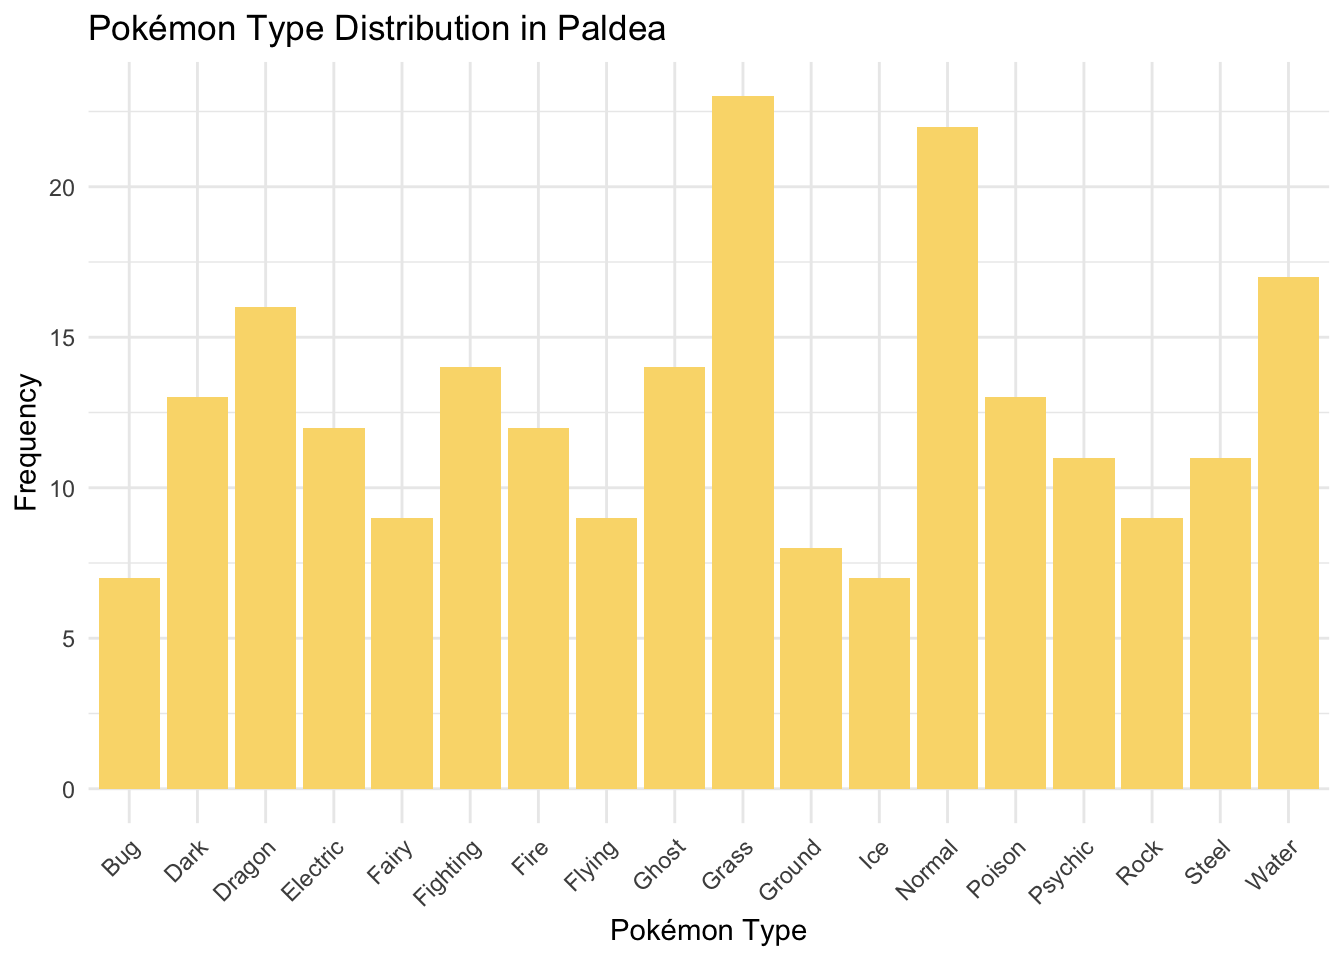 Pokémon Type Distribution in Paldea
Frequency
20
15
10
5
0
Bug
Dark
Dragon
Electric
Fairy
Fighting
Fire
Flying
Ghost
Grass
Ground
Ice
Normal
Poison
Psychic
Rock
Steel
Water
Pokémon Type